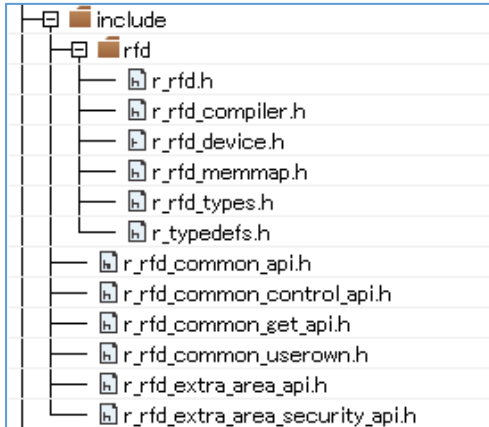 include
rfd
r_rfd.h
r_rfd_compiler.h
r_rfd_device.h
r_rfd_memmap.h
r_rfd_types.h
r_typedefs.h
r_rfd_common_api.h
r_rfd_common_control_api.h
r_rfd_common_get_api.h
r_rfd_common_userown.h
r_rfd_extra_area_api.h
r_rfd_extra_area_security_api.h